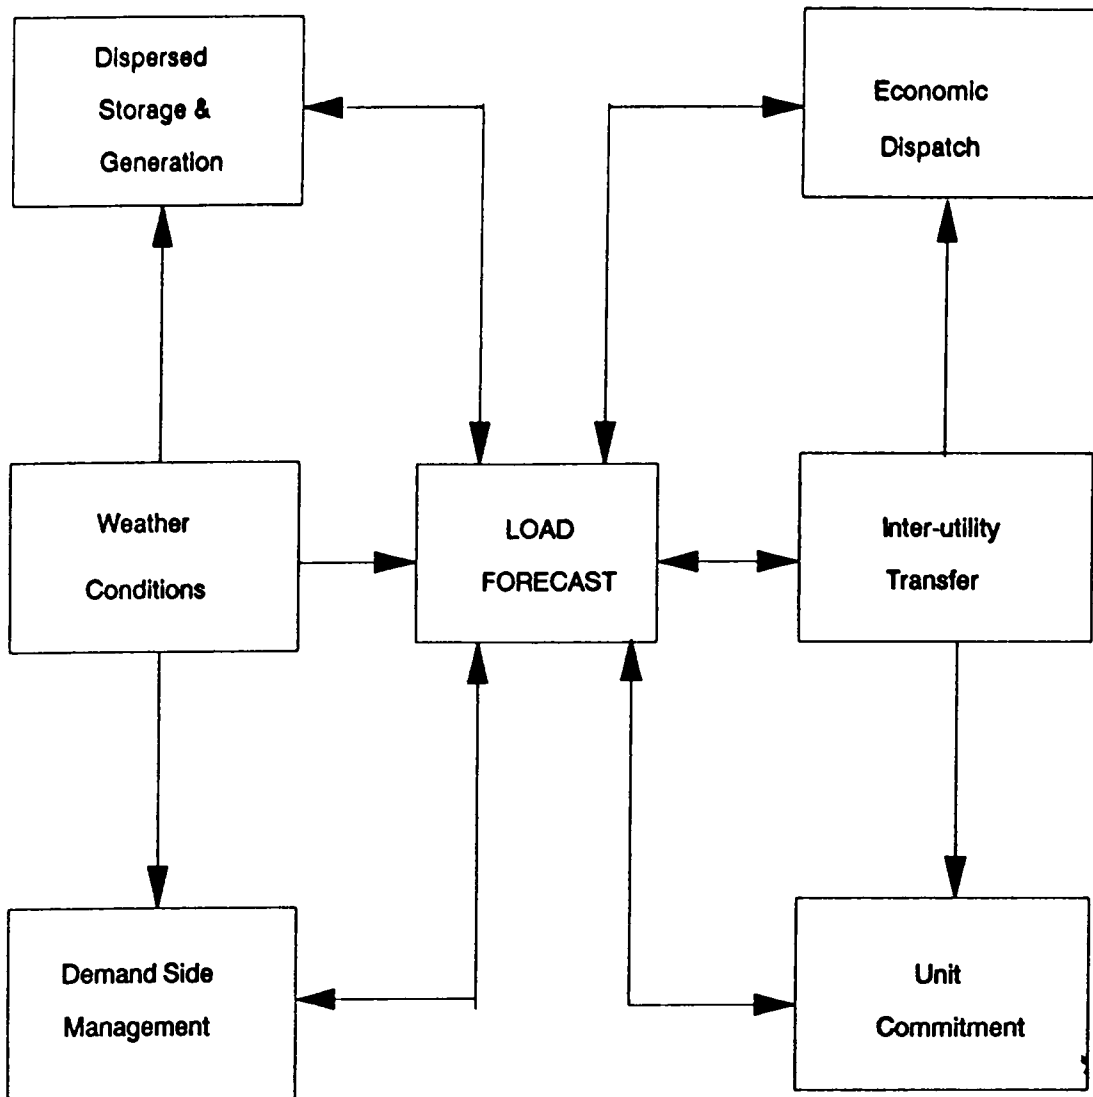 Dispersed
Storage &
Generation
Economic
Dispatch
Weather
Conditions
LOAD
FORECAST
Inter-utility
Transfer
Demand Side
Management
Unit
Commitment